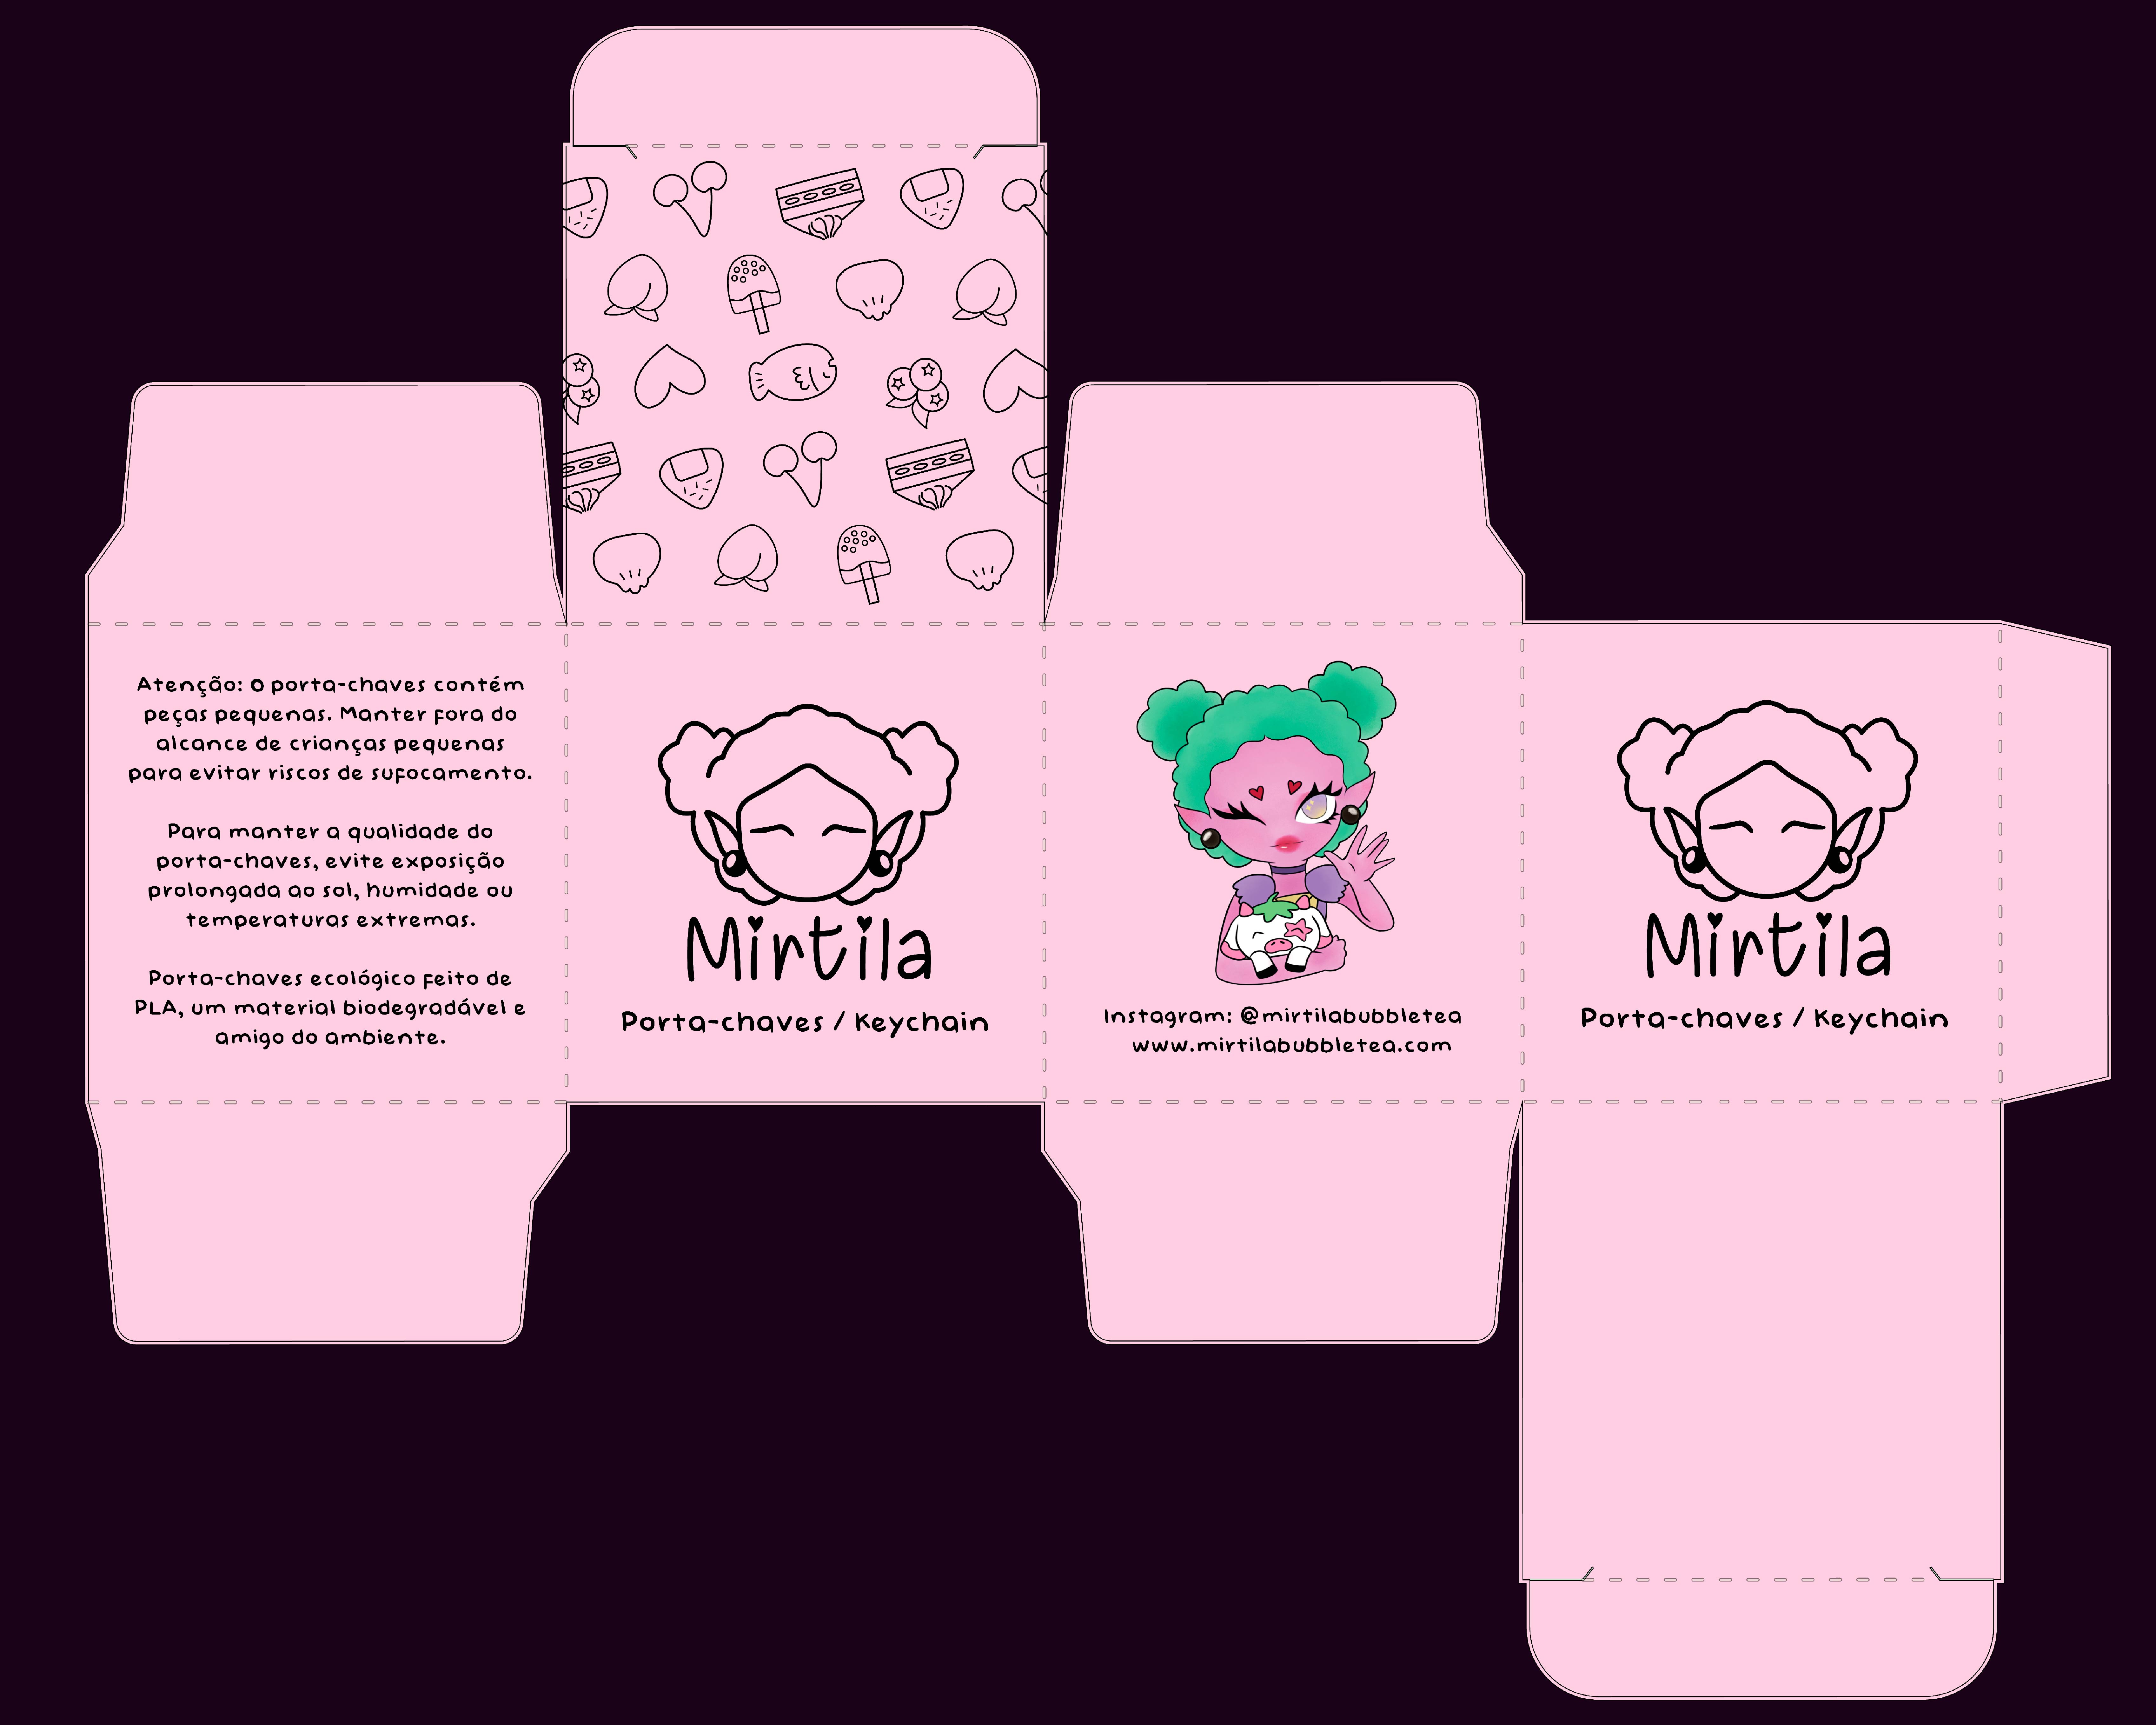 Atenção: O porta-chaves contém
peças pequenas. Manter fora do
alcance de crianças pequenas
para evitar riscos de sufocamento.
Para manter a qualidade do
porta-chaves, evite exposição
prolongada ao sol, humidade ou
temperaturas extremas.
Porta-chaves ecológico feito de
PLA, um material biodegradável e
amigo do ambiente.
Mirtila
Porta-chaves / Keychain
Instagram: @mirtilabubbletea
www.mirtilabubbletea.com
Mirtila
Porta-chaves / Keychain